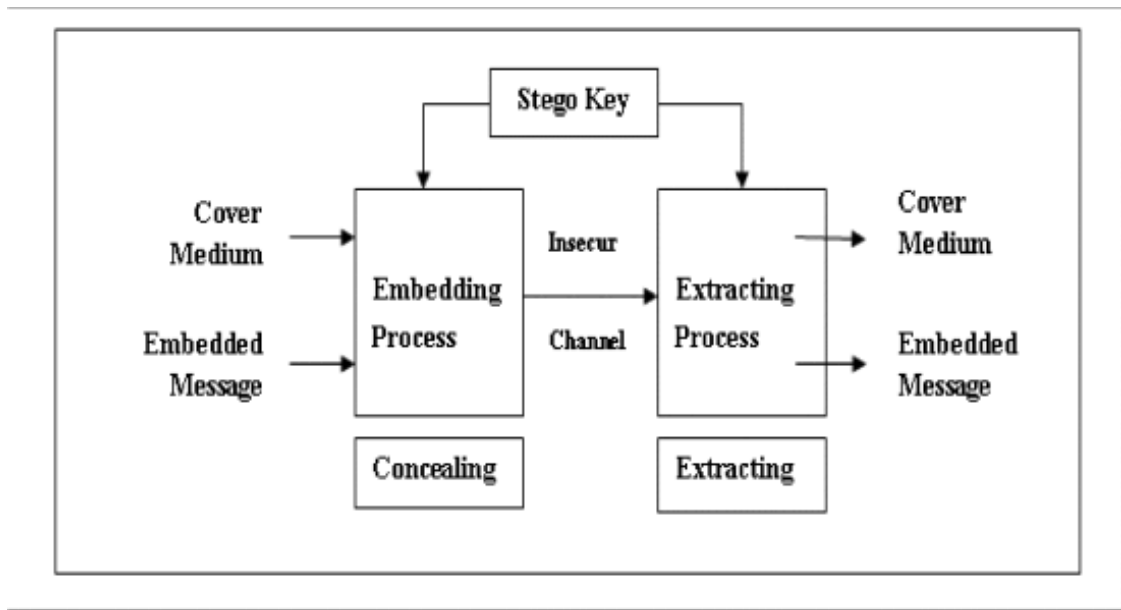 Stego Key
Cover
Medium
Embedded
Message
Embedding
Process
Insecur
Channel
Extracting
Process
Cover
Medium
Embedded
Message
Concealing
Extracting